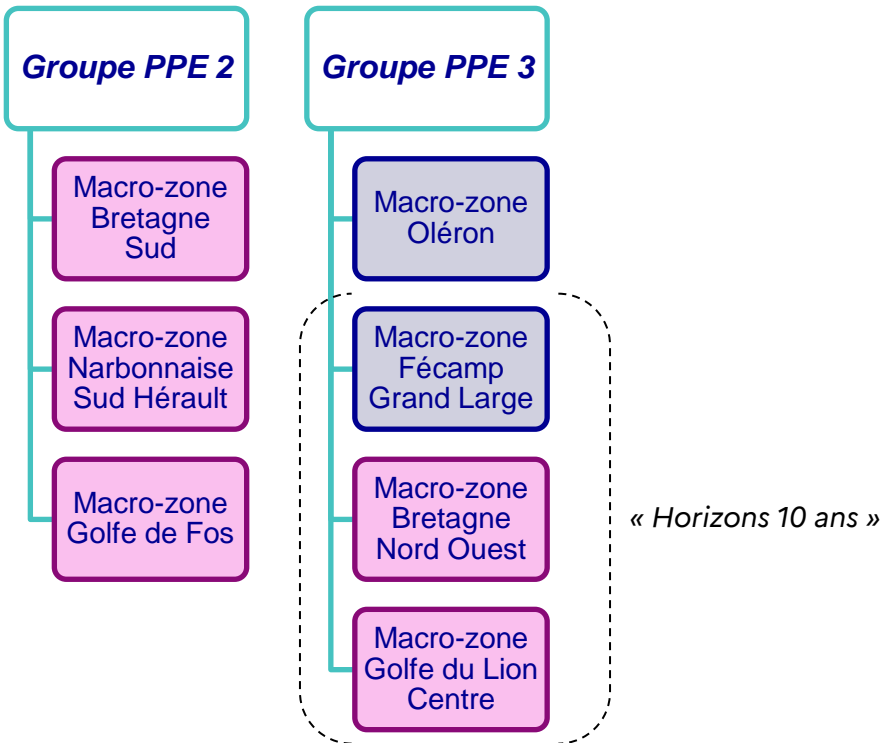 Groupe PPE 2
Macro-zone
Bretagne
Sud
Macro-zone
Narbonnaise
Sud Hérault
Macro-zone
Golfe de Fos
Groupe PPE 3
Macro-zone
Oléron
Macro-zone
Fécamp
Grand Large
Macro-zone
Bretagne
Nord Ouest
Macro-zone
Golfe du Lion
Centre
« Horizons 10 ans »